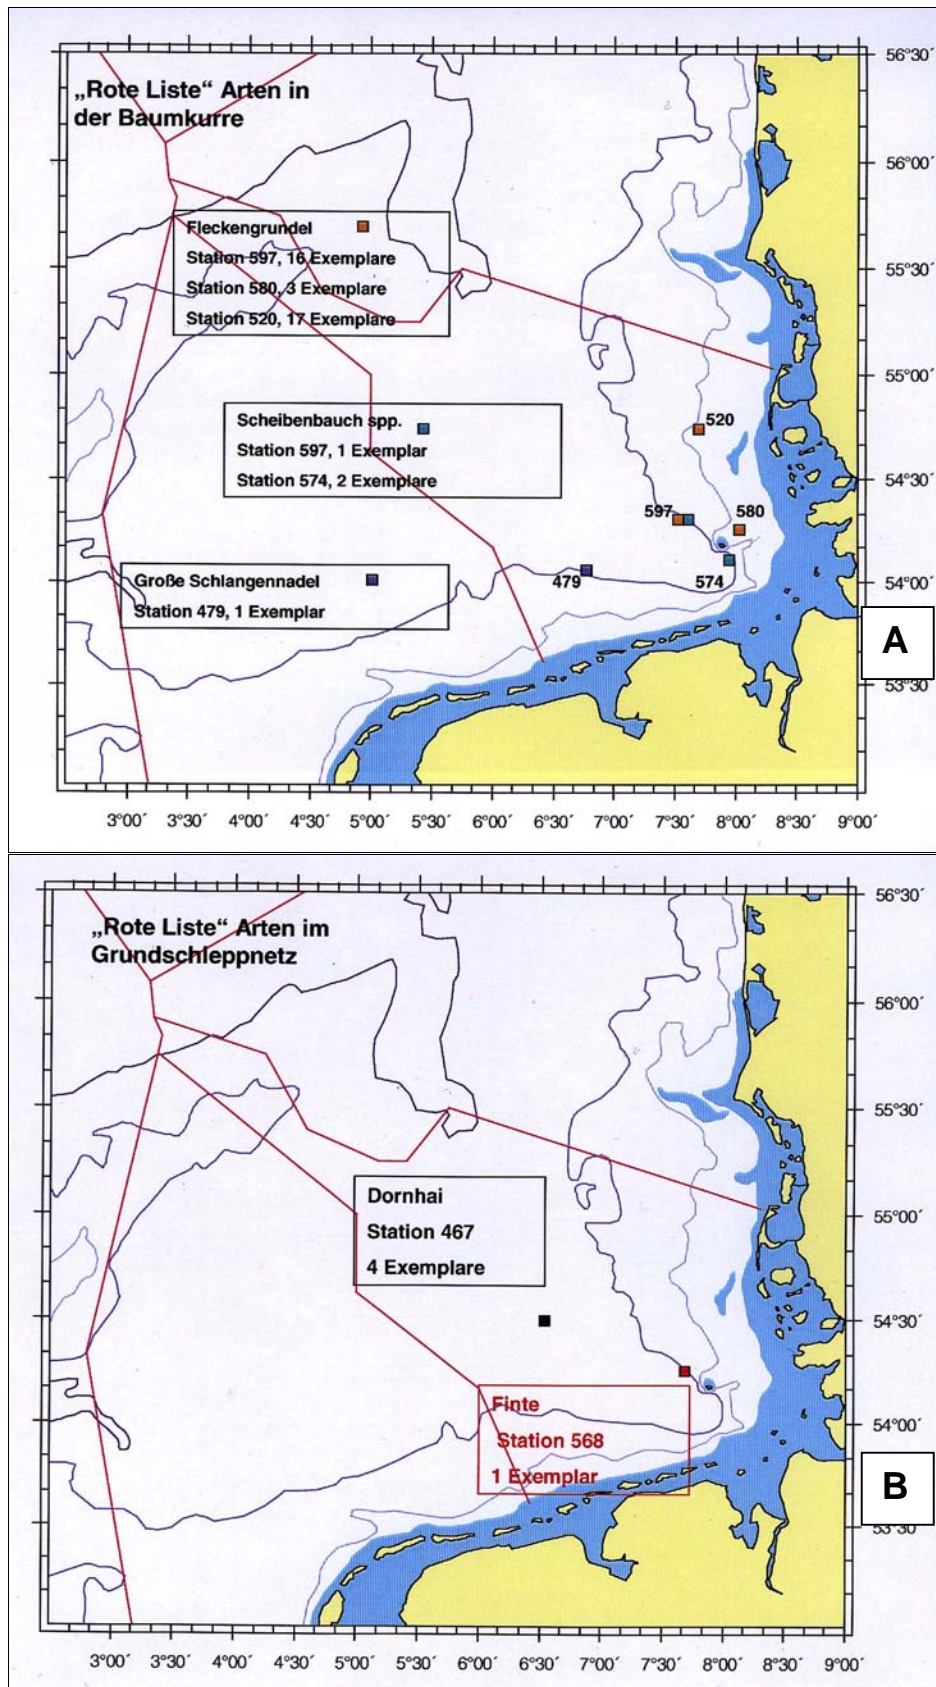 „Rote Liste“ Arten in
der Baumkurre
Fleckengrundel
Station 597, 16 Exemplare
Station 580, 3 Exemplare
Station 520, 17 Exemplare
Scheibenbauch spp.
Station 597, 1 Exemplar
Station 574, 2 Exemplare
Große Schlangennadel
Station 479, 1 Exemplar
520
597
580
479
574
56°30´
56°00´
55°30´
55°00´
54°30´
54°00´
53°30´
A
3°00´ 3°30´ 4°00´ 4°30´ 5°00´ 5°30´ 6°00´ 6°30´ 7°00´ 7°30´ 8°00´ 8°30´ 9°00´
„Rote Liste“ Arten im
Grundschleppnetz
Dornhai
Station 467
4 Exemplare
Finte
Station 568
1 Exemplar
56°30´
56°00´
55°30´
55°00´
54°30´
54°00´
53°30´
B
3°00´ 3°30´ 4°00´ 4°30´ 5°00´ 5°30´ 6°00´ 6°30´ 7°00´ 7°30´ 8°00´ 8°30´ 9°00´